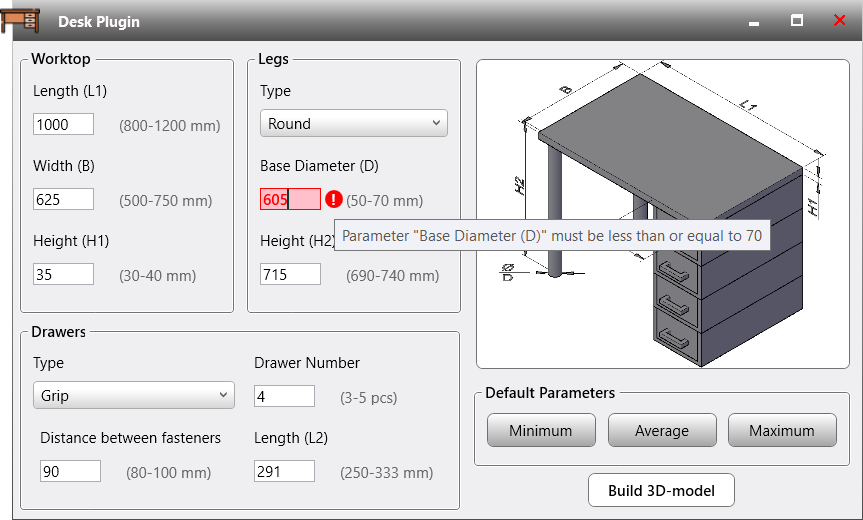 Desk Plugin
Worktop
Length (L1)
1000 (800-1200 mm)
Width (B)
625 (500-750 mm)
Height (H1)
35 (30-40 mm)
Legs
Type
Round
Base Diameter (D)
605 ! (50-70 mm)
Parameter "Base Diameter (D)" must be less than or equal to 70
Height (H2)
715 (690-740 mm)
B
L1
H2
H1
Ø
D
Drawers
Type
Grip
Drawer Number
4 (3-5 pcs)
Distance between fasteners
90 (80-100 mm)
Length (L2)
291 (250-333 mm)
Default Parameters
Minimum
Average
Maximum
Build 3D-model